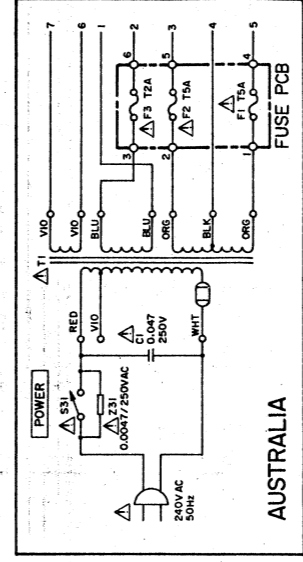 7
6
1
2
3
4
5
6
5
4
F3 T2A
F2 T5A
F1 T5A
FUSE PCB
3
2
1
VIO
VIO
BLU
BLU
ORG
BLK
ORG
T1
RED
VIO
C1
0.047
250V
WHT
POWER
S31
Z31
0.0047/250VAC
240VAC
50Hz
AUSTRALIA